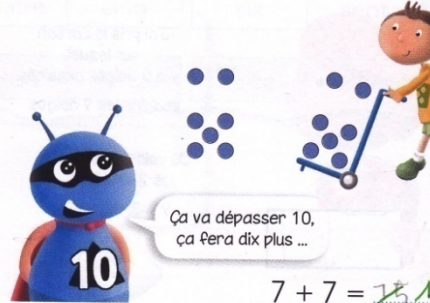 Ça va dépasser 10,
ça fera dix plus ...
10
7 + 7 =